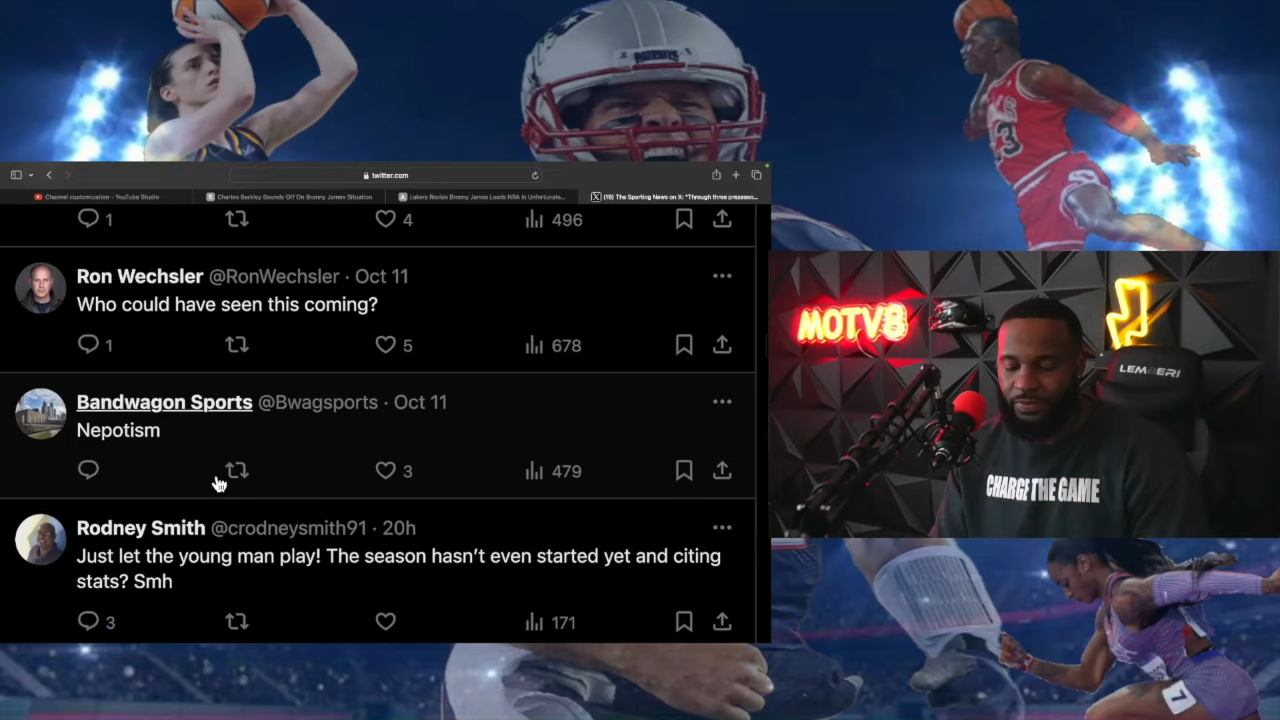 PATRIOTS
twitter.com
Channel customization - YouTube Studio
Charles Barkley Sounds Off On Bronny James Situation
Lakers Rookie Bronny James Leads NBA In Unfortunate...
(19) The Sporting News on X: "Through three preseaso...
1 4 496
Ron Wechsler @RonWechsler · Oct 11
Who could have seen this coming?
1 5 678
Bandwagon Sports @Bwagsports · Oct 11
Nepotism
3 479
Rodney Smith @crodneysmith91 · 20h
Just let the young man play! The season hasn't even started yet and citing
stats? Smh
3 171
MOTV8
LEMBERI
CHARGE THE GAME
7